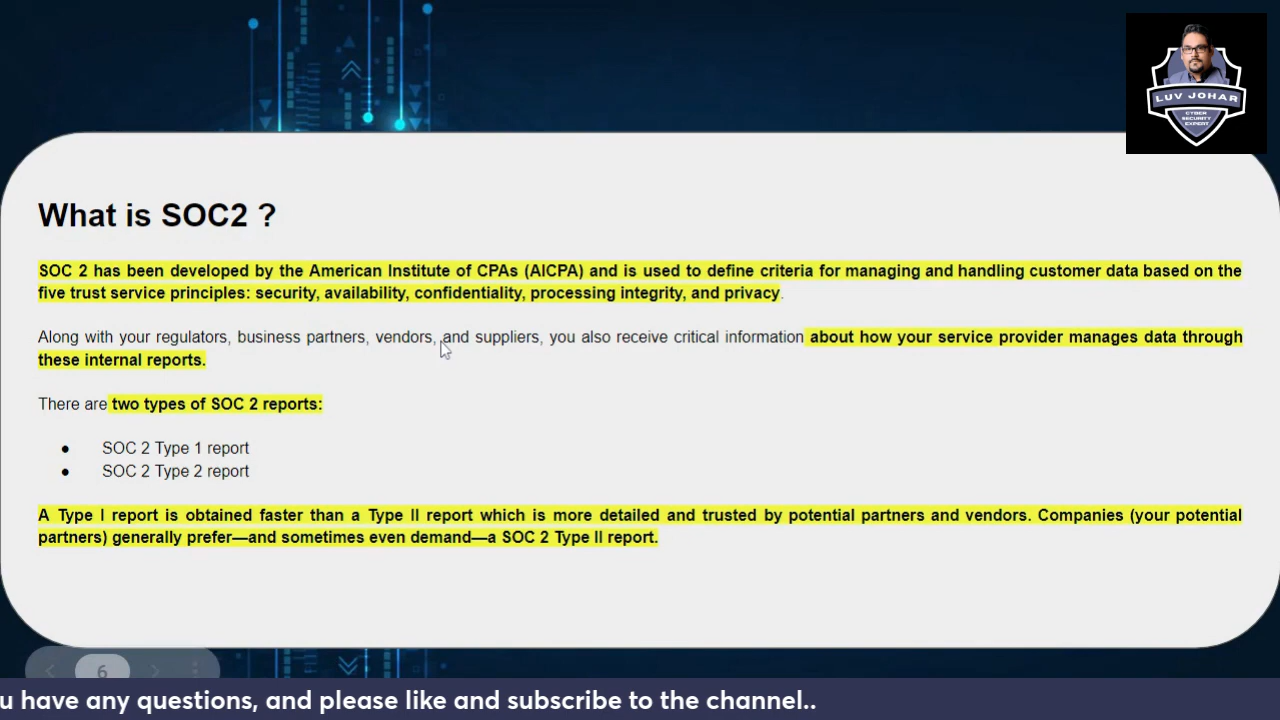 LUV JOHAR
CYBER
SECURITY
EXPERT
What is SOC2 ?
SOC 2 has been developed by the American Institute of CPAs (AICPA) and is used to define criteria for managing and handling customer data based on the
five trust service principles: security, availability, confidentiality, processing integrity, and privacy.
Along with your regulators, business partners, vendors, and suppliers, you also receive critical information about how your service provider manages data through
these internal reports.
There are two types of SOC 2 reports:
● SOC 2 Type 1 report
● SOC 2 Type 2 report
A Type I report is obtained faster than a Type II report which is more detailed and trusted by potential partners and vendors. Companies (your potential
partners) generally prefer—and sometimes even demand—a SOC 2 Type II report.
6
u have any questions, and please like and subscribe to the channel..